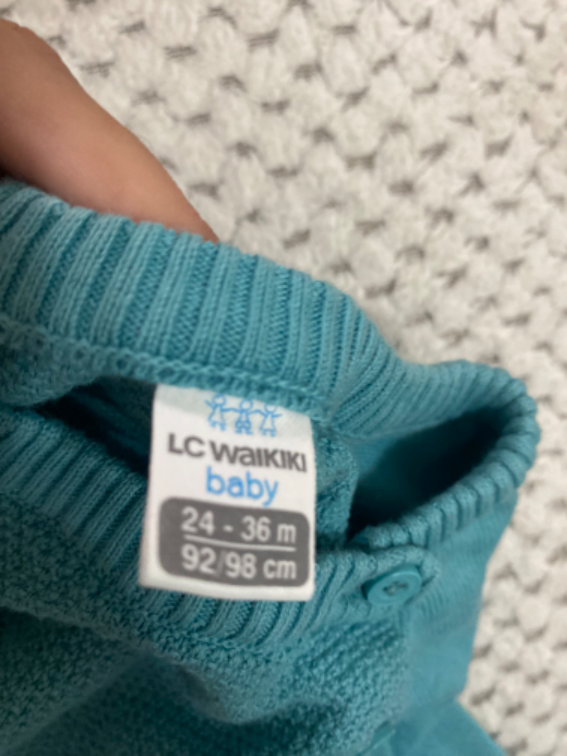 LC WAIKIKI
baby
24 - 36 m
92/98 cm